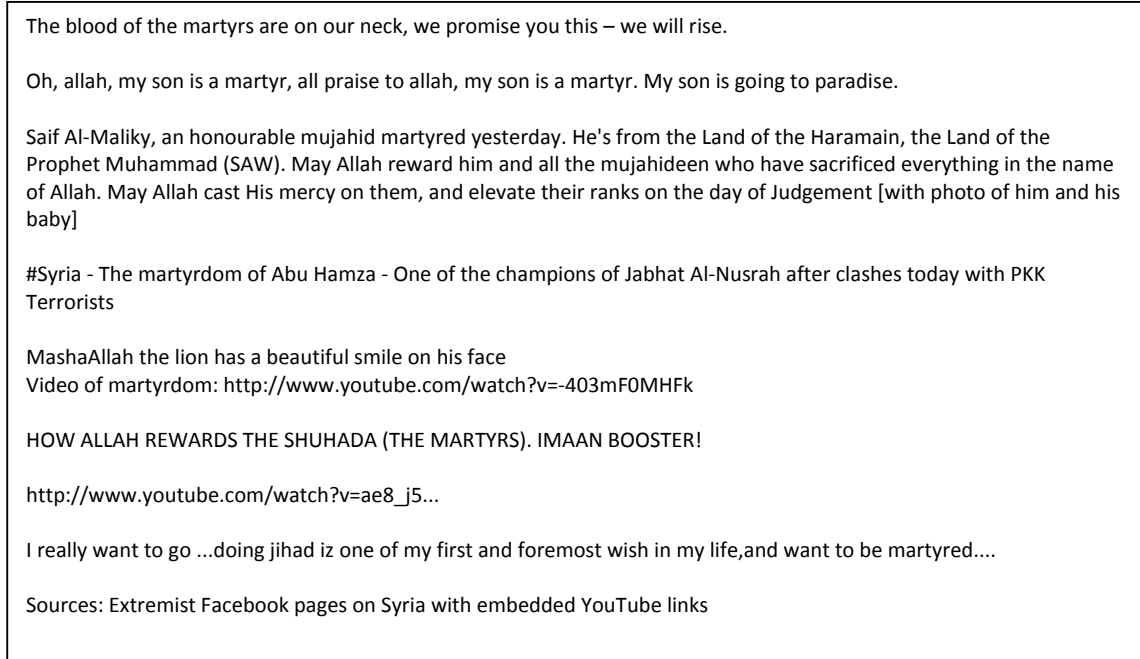 The blood of the martyrs are on our neck, we promise you this – we will rise.
Oh, allah, my son is a martyr, all praise to allah, my son is a martyr. My son is going to paradise.
Saif Al-Maliky, an honourable mujahid martyred yesterday. He's from the Land of the Haramain, the Land of the
Prophet Muhammad (SAW). May Allah reward him and all the mujahideen who have sacrificed everything in the name
of Allah. May Allah cast His mercy on them, and elevate their ranks on the day of Judgement [with photo of him and his
baby]
#Syria - The martyrdom of Abu Hamza - One of the champions of Jabhat Al-Nusrah after clashes today with PKK
Terrorists
MashaAllah the lion has a beautiful smile on his face
Video of martyrdom: http://www.youtube.com/watch?v=-403mF0MHFk
HOW ALLAH REWARDS THE SHUHADA (THE MARTYRS). IMAAN BOOSTER!
http://www.youtube.com/watch?v=ae8_j5...
I really want to go ...doing jihad iz one of my first and foremost wish in my life,and want to be martyred....
Sources: Extremist Facebook pages on Syria with embedded YouTube links